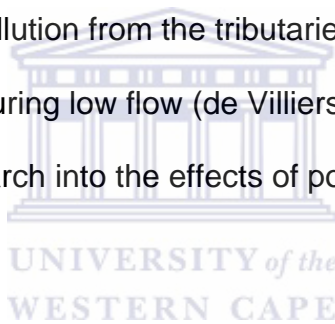 llution from the tributarie
uring low flow (de Villiers
arch into the effects of po
UNIVERSITY of the
WESTERN CAPE